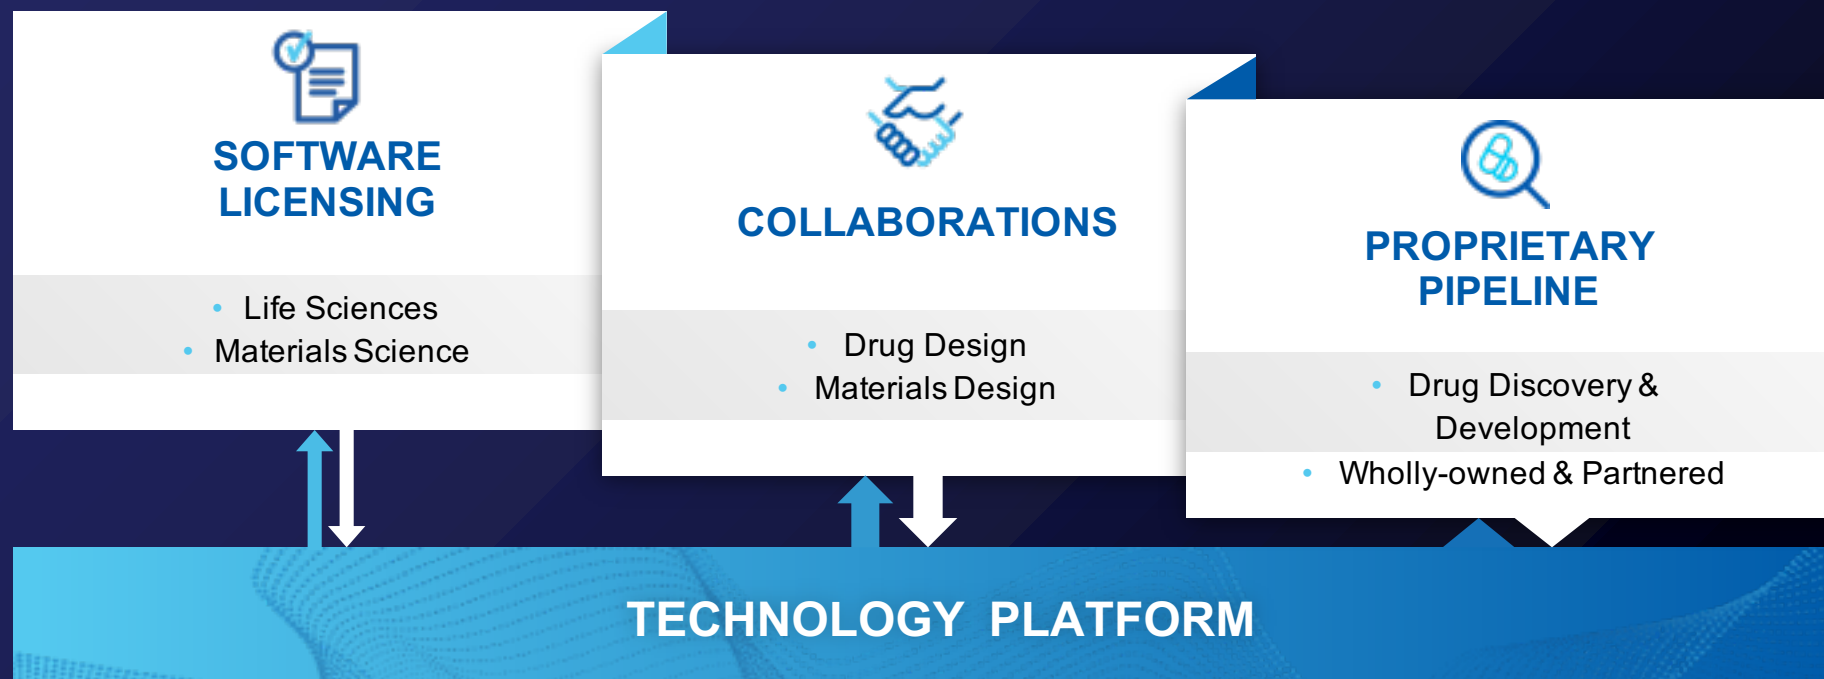 SOFTWARE
LICENSING
• Life Sciences
• Materials Science
COLLABORATIONS
• Drug Design
• Materials Design
PROPRIETARY
PIPELINE
• Drug Discovery &
Development
• Wholly-owned & Partnered
TECHNOLOGY PLATFORM